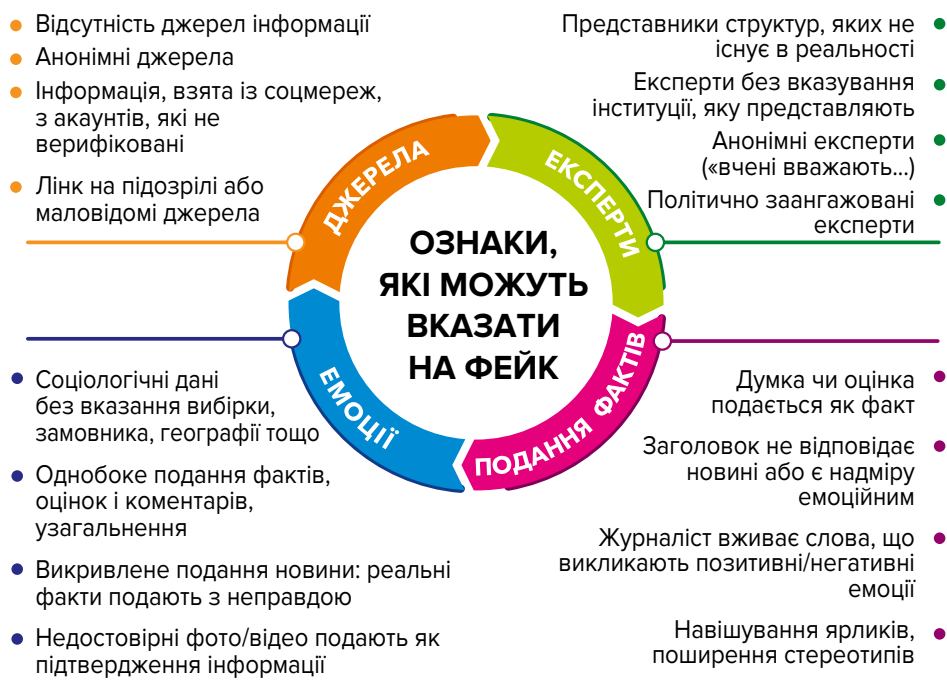 Відсутність джерел інформації
Анонімні джерела
Інформація, взята із соцмереж,
з акаунтів, які не
верифіковані
Лінк на підозрілі або
маловідомі джерела
Представники структур, яких не
існує в реальності
Експерти без вказування
інституції, яку представляють
Анонімні експерти
(«вчені вважають...)
Політично заангажовані
експерти
ДЖЕРЕЛА
ЕКСПЕРТИ
ОЗНАКИ,
ЯКІ МОЖУТЬ
ВКАЗАТИ
НА ФЕЙК
ЕМОЦІЇ
ПОДАННЯ ФАКТІВ
Соціологічні дані
без вказання вибірки,
замовника, географії тощо
Однобоке подання фактів,
оцінок і коментарів,
узагальнення
Викривлене подання новини: реальні
факти подають з неправдою
Недостовірні фото/відео подають як
підтвердження інформації
Думка чи оцінка
подається як факт
Заголовок не відповідає
новині або є надміру
емоційним
Журналіст вживає слова, що
викликають позитивні/негативні
емоції
Навішування ярликів,
поширення стереотипів